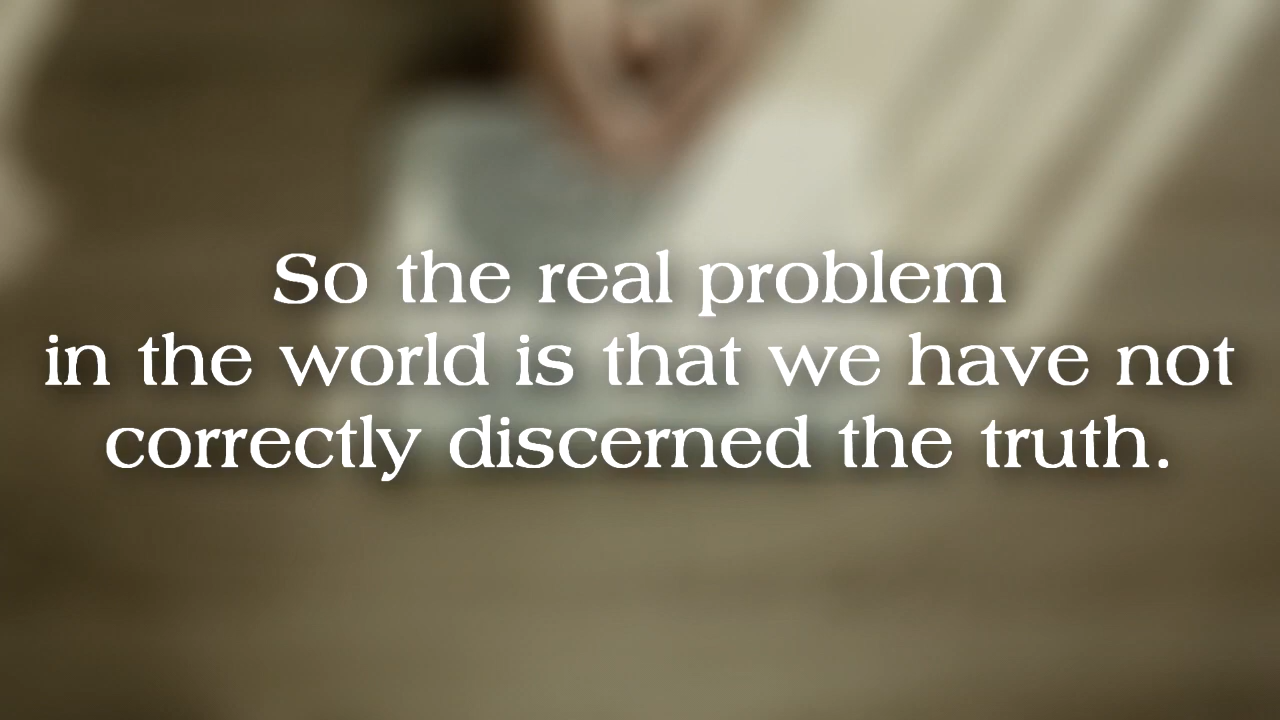 So the real problem
in the world is that we have not
correctly discerned the truth.